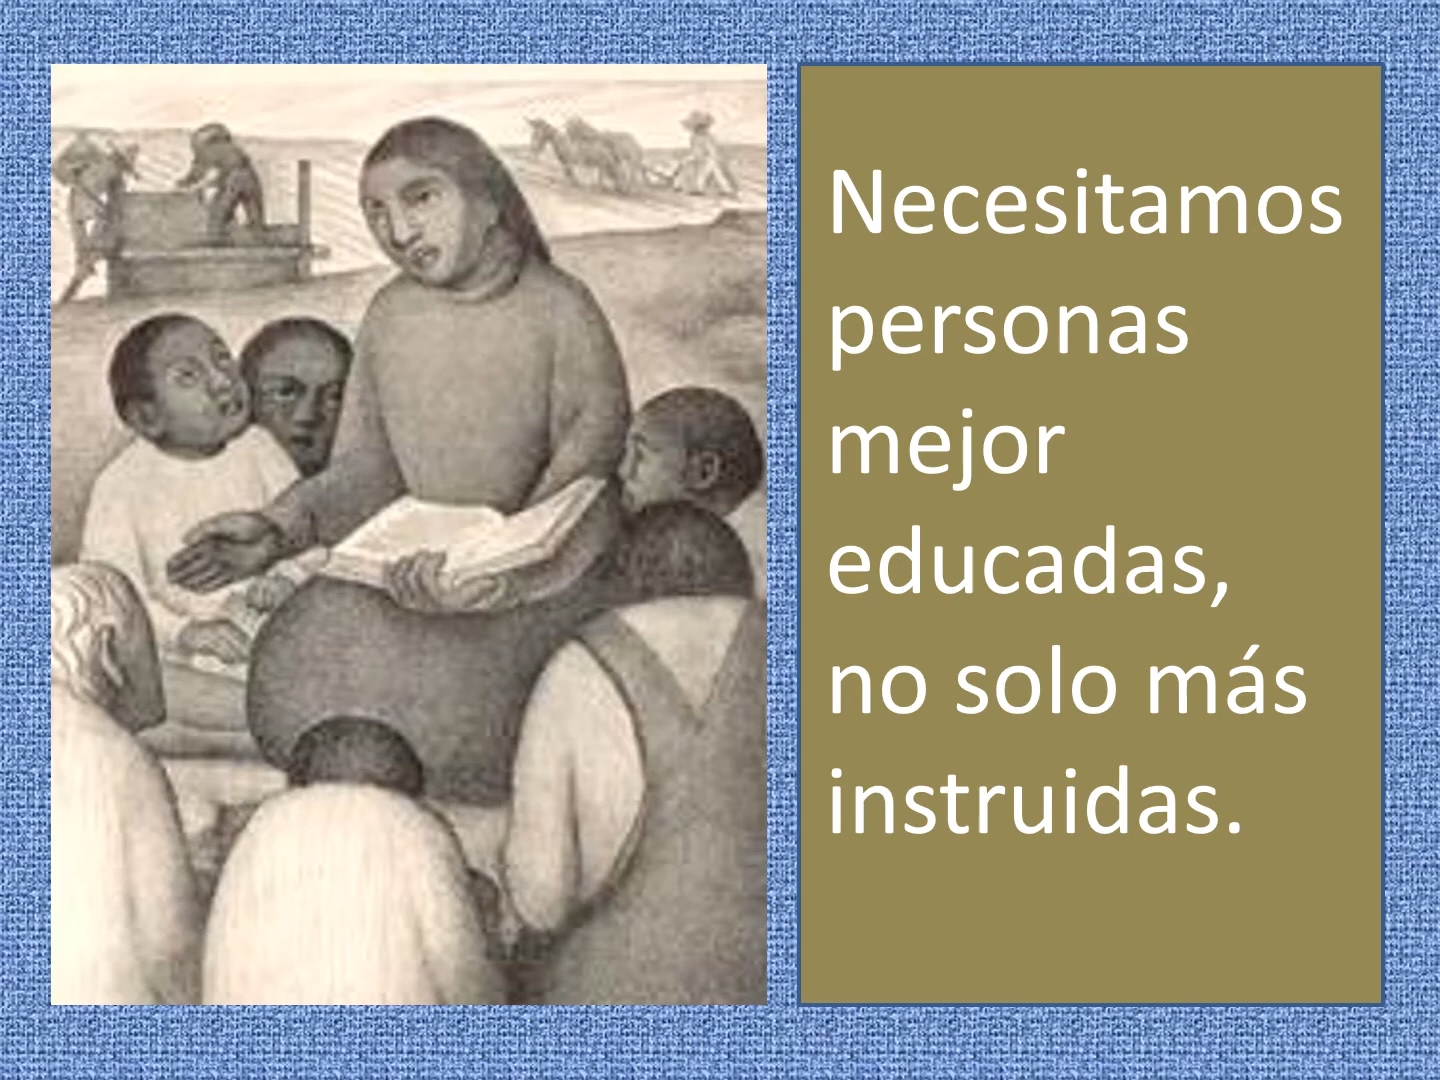 Necesitamos
personas
mejor
educadas,
no solo más
instruidas.